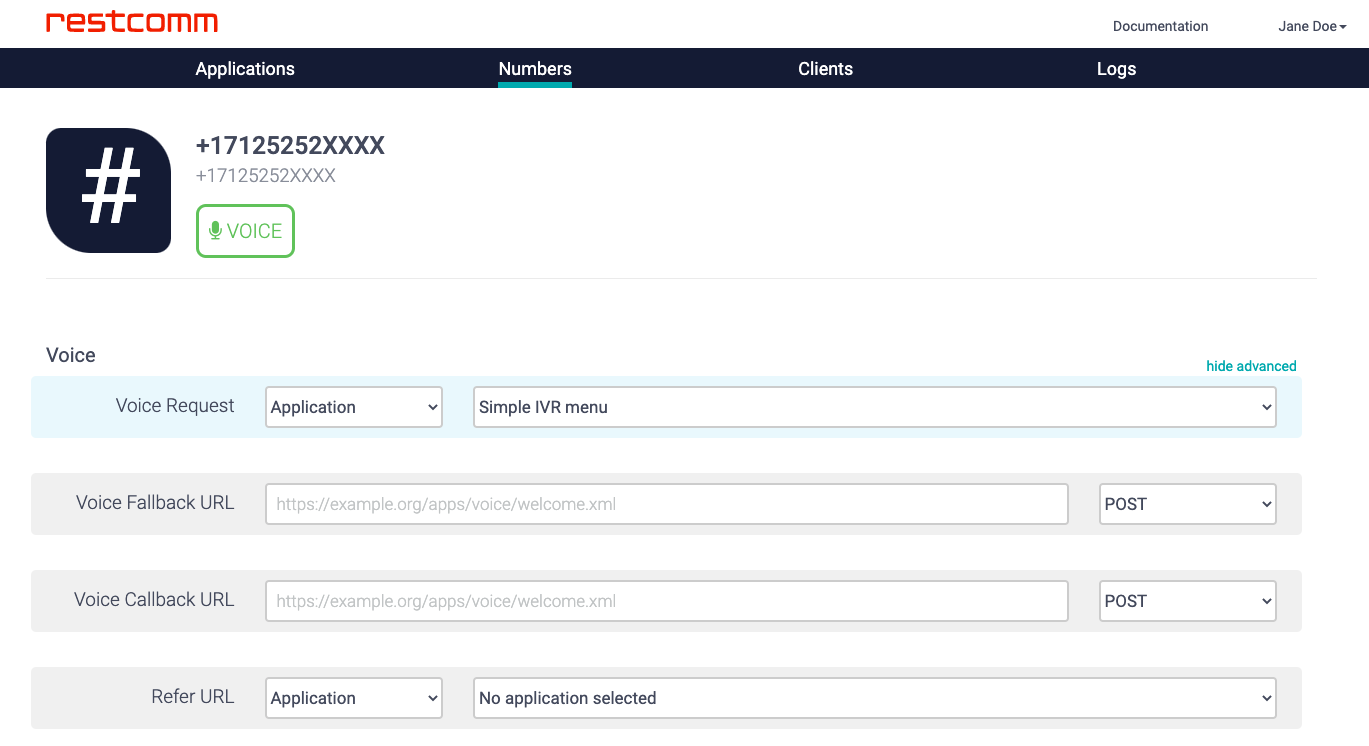 restcomm
Documentation Jane Doe
Applications Numbers Clients Logs
#
+17125252XXXX
+17125252XXXX
VOICE
Voice
hide advanced
Voice Request Application Simple IVR menu
Voice Fallback URL https://example.org/apps/voice/welcome.xml POST
Voice Callback URL https://example.org/apps/voice/welcome.xml POST
Refer URL Application No application selected